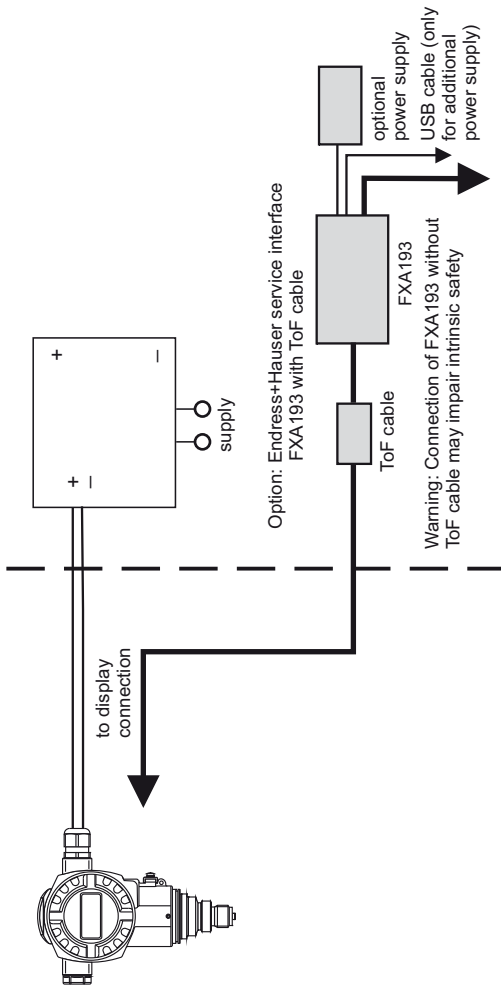 +
–
+
–
supply
to display
connection
Option: Endress+Hauser service interface
FXA193 with ToF cable
ToF cable
FXA193
optional
power supply
USB cable (only
for additional
power supply)
Warning: Connection of FXA193 without
ToF cable may impair intrinsic safety